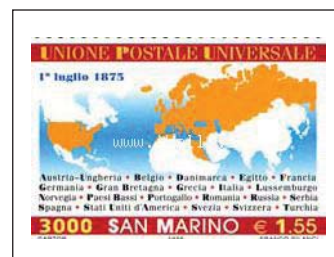 UNIONE POSTALE UNIVERSALE
1° luglio 1875
Austria-Ungheria • Belgio • Danimarca • Egitto • Francia
Germania • Gran Bretagna • Grecia • Italia • Lussemburgo
Norvegia • Paesi Bassi • Portogallo • Romania • Russia • Serbia
Spagna • Stati Uniti d'America • Svezia • Svizzera • Turchia
3000 SAN MARINO € 1.55